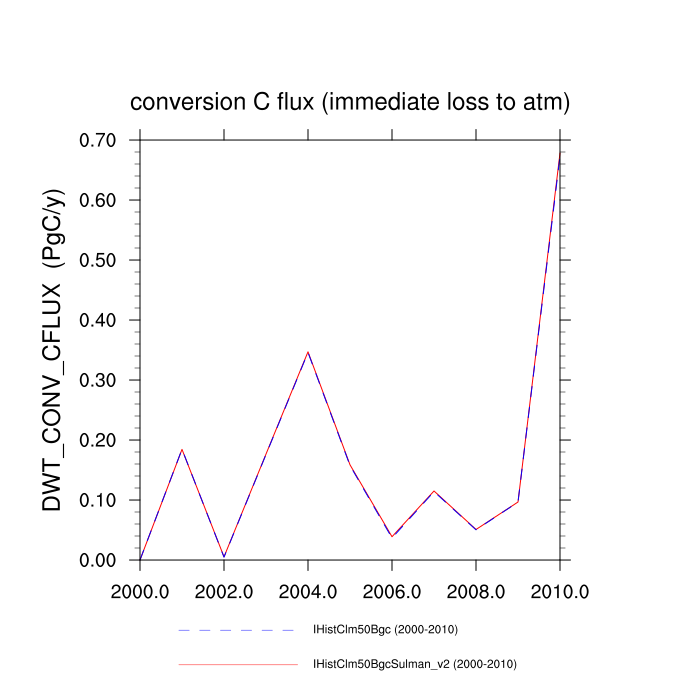 conversion C flux (immediate loss to atm)
DWT_CONV_CFLUX (PgC/y)
0.70
0.60
0.50
0.40
0.30
0.20
0.10
0.00
2000.0 2002.0 2004.0 2006.0 2008.0 2010.0
IHistClm50Bgc (2000-2010)
IHistClm50BgcSulman_v2 (2000-2010)